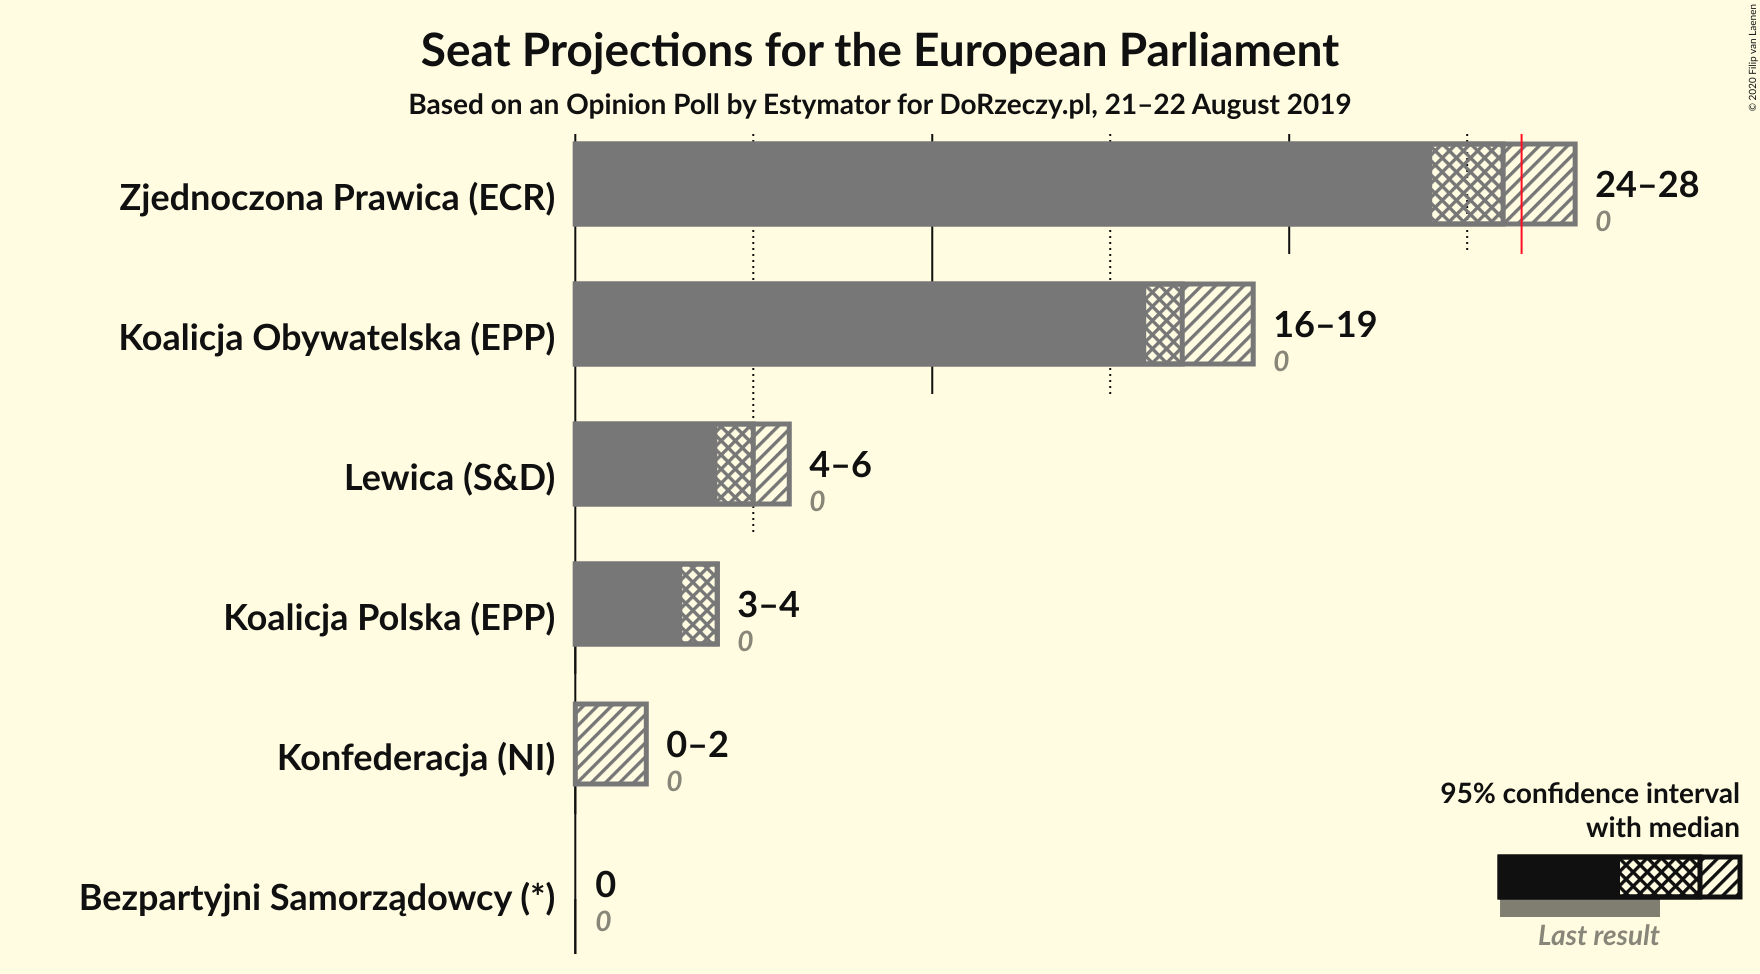 Seat Projections for the European Parliament
Based on an Opinion Poll by Estymator for DoRzeczy.pl, 21–22 August 2019
© 2020 Filip van Laenen
Zjednoczona Prawica (ECR)
24–28
0
Koalicja Obywatelska (EPP)
16–19
0
Lewica (S&D)
4–6
0
Koalicja Polska (EPP)
3–4
0
Konfederacja (NI)
0–2
0
Bezpartyjni Samorządowcy (*)
0
0
95% confidence interval
with median
Last result